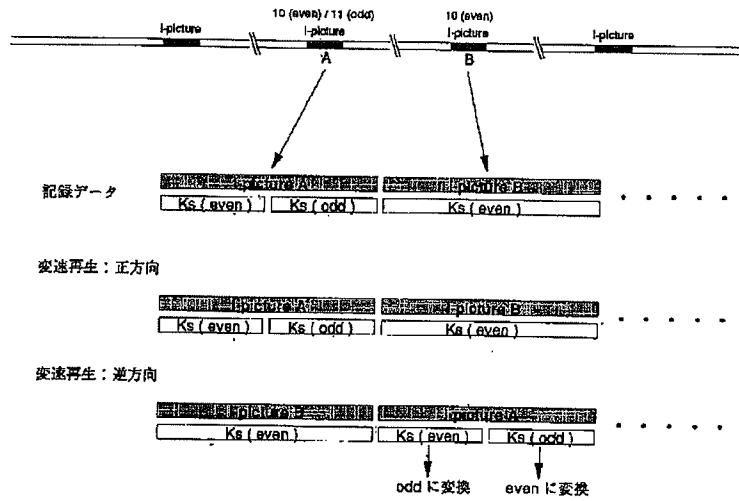 10 (even) / 11 (odd) 10 (even)
I-picture I-picture I-picture I-picture
A B
記録データ
I-picture A I-picture B
Ks ( even ) Ks ( odd ) Ks ( even )
変速再生：正方向
I-picture A I-picture B
Ks ( even ) Ks ( odd ) Ks ( even )
変速再生：逆方向
I-picture B I-picture A
Ks ( even ) Ks ( even ) Ks ( odd )
odd に変換 even に変換